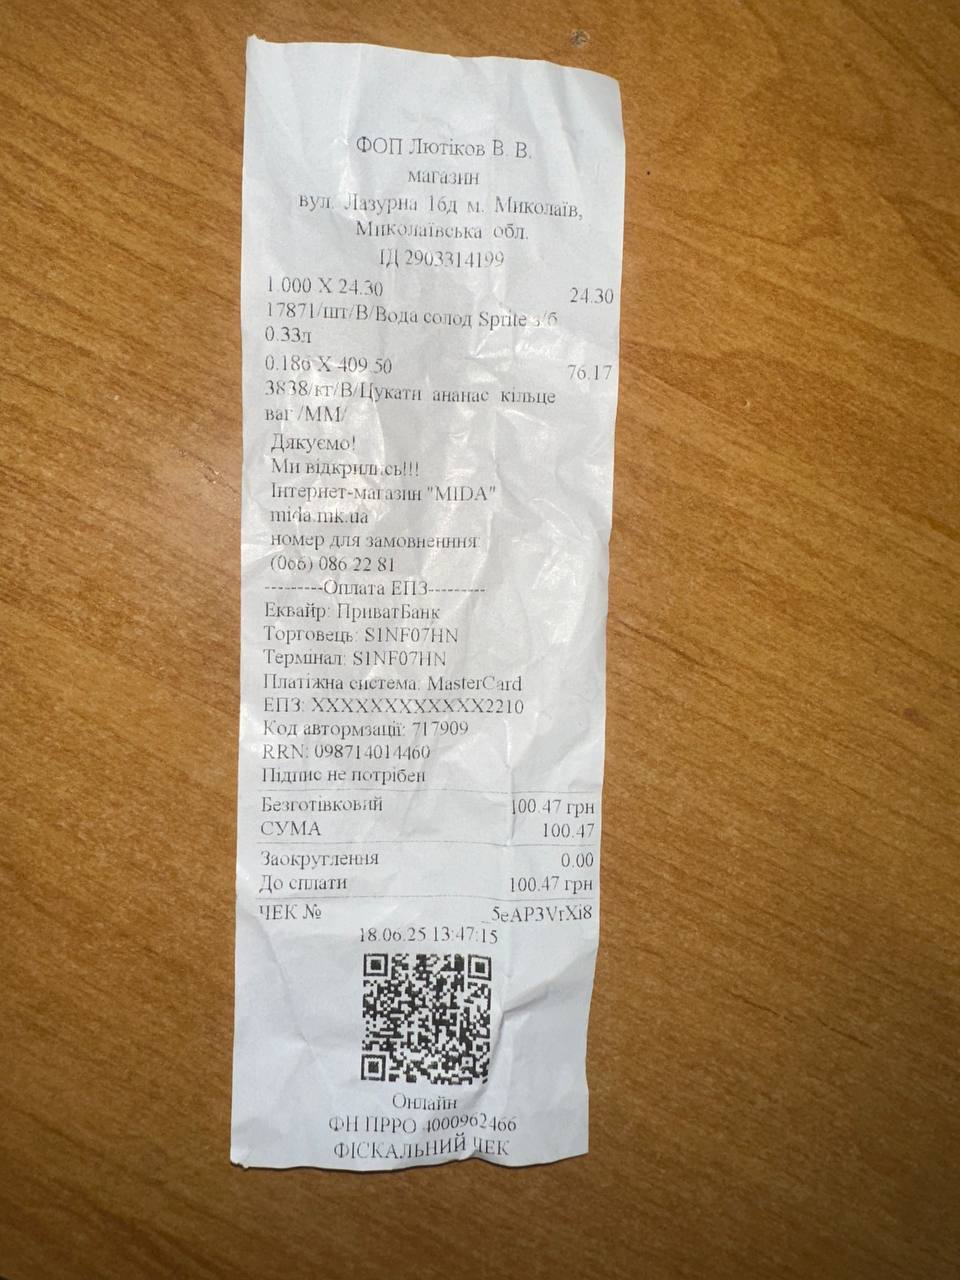 ФОП Лютіков В. В.
магазин
вул. Лазурна 16д м. Миколаїв,
Миколаївська обл.
ІД 2903314199
1.000 X 24.30 24.30
17871/шт/В/Вода солод Sprite з/б
0.33л
0.186 X 409.50 76.17
3838/кг/В/Цукати ананас кільце
ваг /ММ/
Дякуємо!
Ми відкрились!!!
Інтернет-магазин "MIDA"
mida.mk.ua
номер для замовненння:
(066) 086 22 81
---------Оплата ЕПЗ---------
Еквайр: ПриватБанк
Торговець: S1NF07HN
Термінал: S1NF07HN
Платіжна система: MasterCard
ЕПЗ: XXXXXXXXXXXX2210
Код автормзації: 717909
RRN: 098714014460
Підпис не потрібен
Безготівковий 100.47 грн
СУМА 100.47
Заокруглення 0.00
До сплати 100.47 грн
ЧЕК № _5eAP3VrXi8
18.06.25 13:47:15
Онлайн
ФН ПРРО 4000962466
ФІСКАЛЬНИЙ ЧЕК